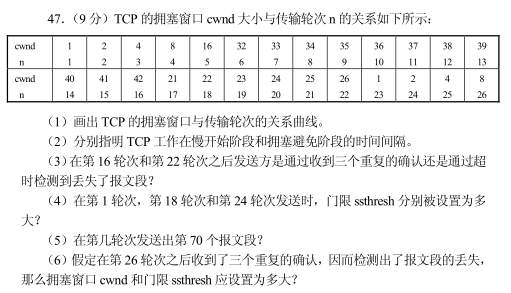 47.（9 分）TCP 的拥塞窗口 cwnd 大小与传输轮次 n 的关系如下所示：
cwnd 1 2 4 8 16 32 33 34 35 36 37 38 39
n 1 2 3 4 5 6 7 8 9 10 11 12 13
cwnd 40 41 42 21 22 23 24 25 26 1 2 4 8
n 14 15 16 17 18 19 20 21 22 23 24 25 26
（1）画出 TCP 的拥塞窗口与传输轮次的关系曲线。
（2）分别指明 TCP 工作在慢开始阶段和拥塞避免阶段的时间间隔。
（3）在第 16 轮次和第 22 轮次之后发送方是通过收到三个重复的确认还是通过超
时检测到丢失了报文段？
（4）在第 1 轮次，第 18 轮次和第 24 轮次发送时，门限 ssthresh 分别被设置为多
大？
（5）在第几轮次发送出第 70 个报文段？
（6）假定在第 26 轮次之后收到了三个重复的确认，因而检测出了报文段的丢失，
那么拥塞窗口 cwnd 和门限 ssthresh 应设置为多大？